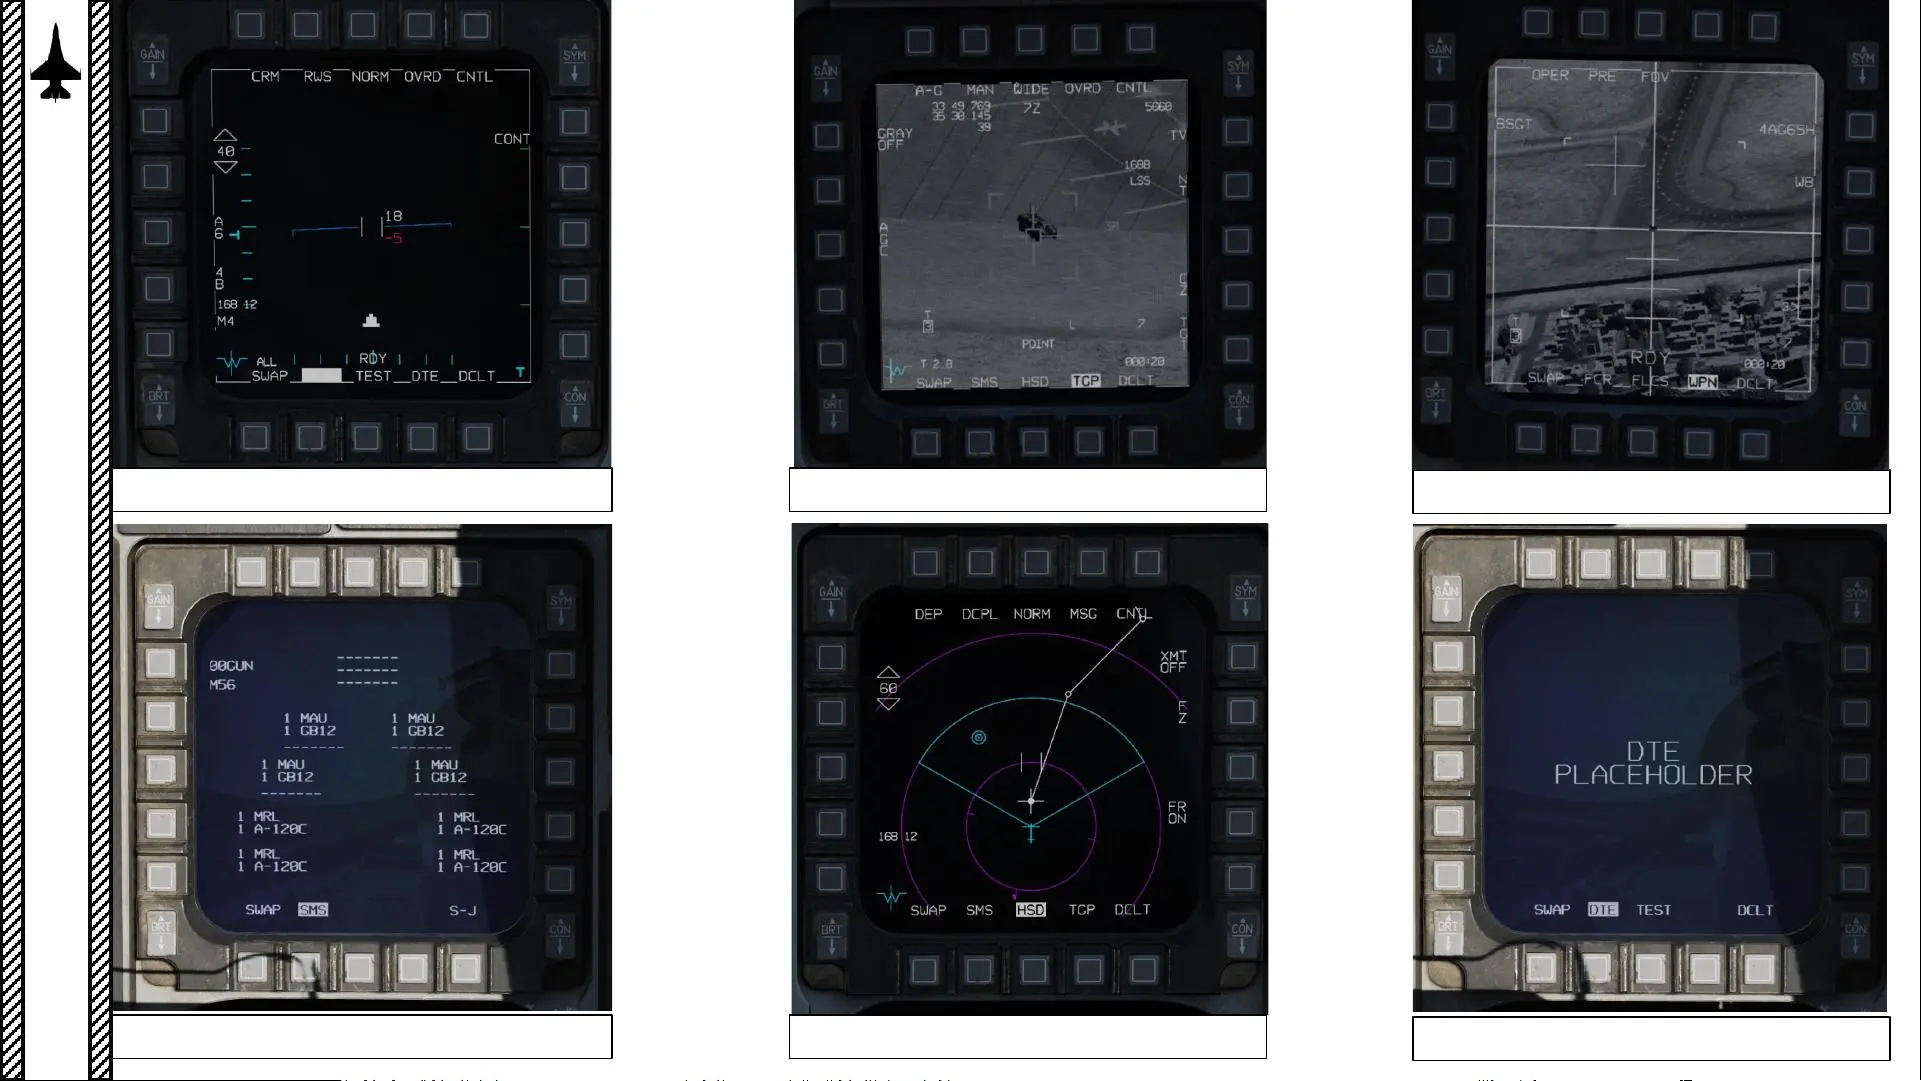 GAIN
SYM
CRM RWS NORM OVRD CNTL
CONT
40
A
6
18
-5
4
B
168 12
M4
ALL
RDY
SWAP TEST DTE DCLT
T
BRT
CON
GAIN
SYM
A-G MAN WIDE OVRD CNTL
33 49 769
35 30 145
39
7Z
5060
GRAY
OFF
TV
1688
LSS
N
T
A
G
C
SR
C
Z
T
3
7
T
G
T
POINT
T 2.8
000:20
SWAP SMS HSD TGP DCLT
BRT
CON
GAIN
SYM
OPER PRE FOV
BSGT
4AG65H
WB
T
3
RDY
000:20
SWAP FCR FLCS WPN DCLT
BRT
CON
GAIN
SYM
00GUN
M56
-------
-------
-------
1 MAU 1 MAU
1 GB12 1 GB12
------- -------
1 MAU 1 MAU
1 GB12 1 GB12
------- -------
1 MRL 1 MRL
1 A-120C 1 A-120C
1 MRL 1 MRL
1 A-120C 1 A-120C
SWAP SMS S-J
BRT
CON
GAIN
SYM
DEP DCPL NORM MSG CNTL
XMT
OFF
60
F
Z
FR
ON
168 12
SWAP SMS HSD TGP DCLT
BRT
CON
GAIN
SYM
DTE
PLACEHOLDER
SWAP DTE TEST DCLT
BRT
CON